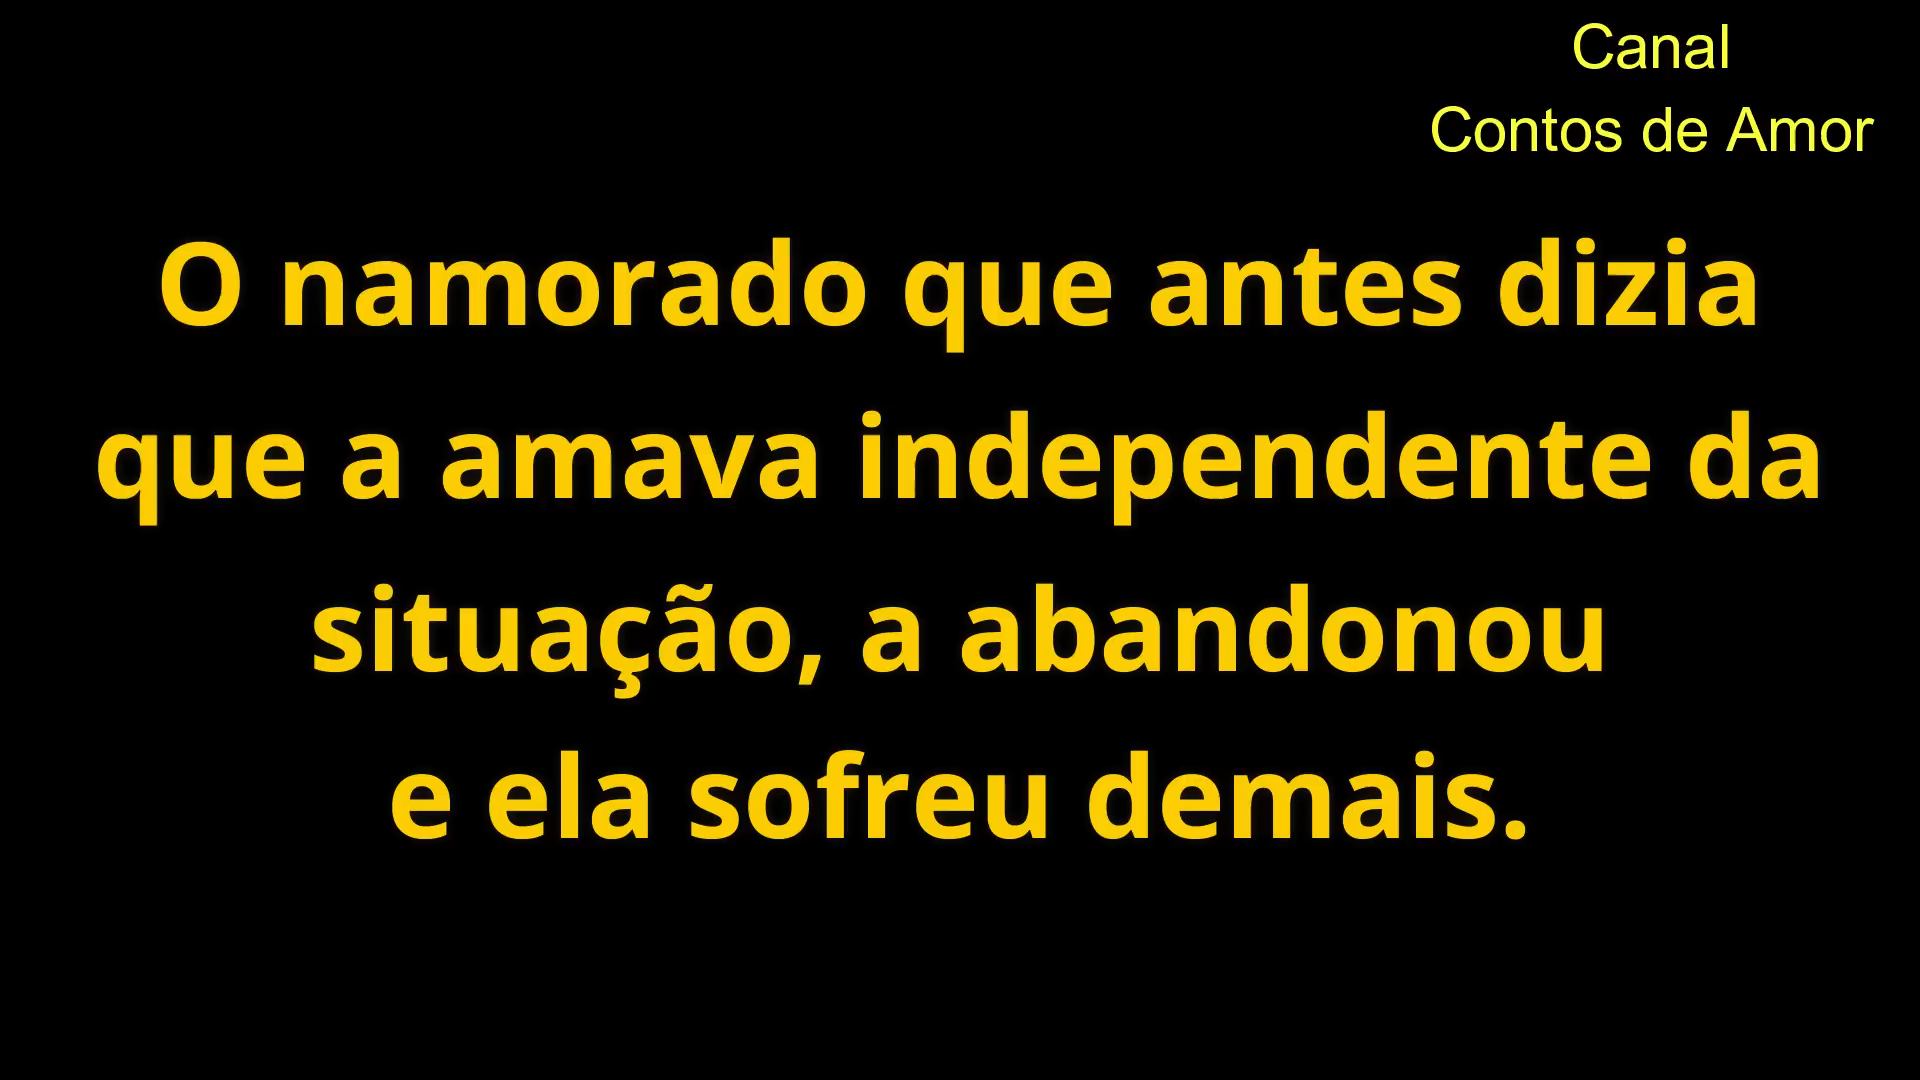 Canal
Contos de Amor
O namorado que antes dizia
que a amava independente da
situação, a abandonou
e ela sofreu demais.